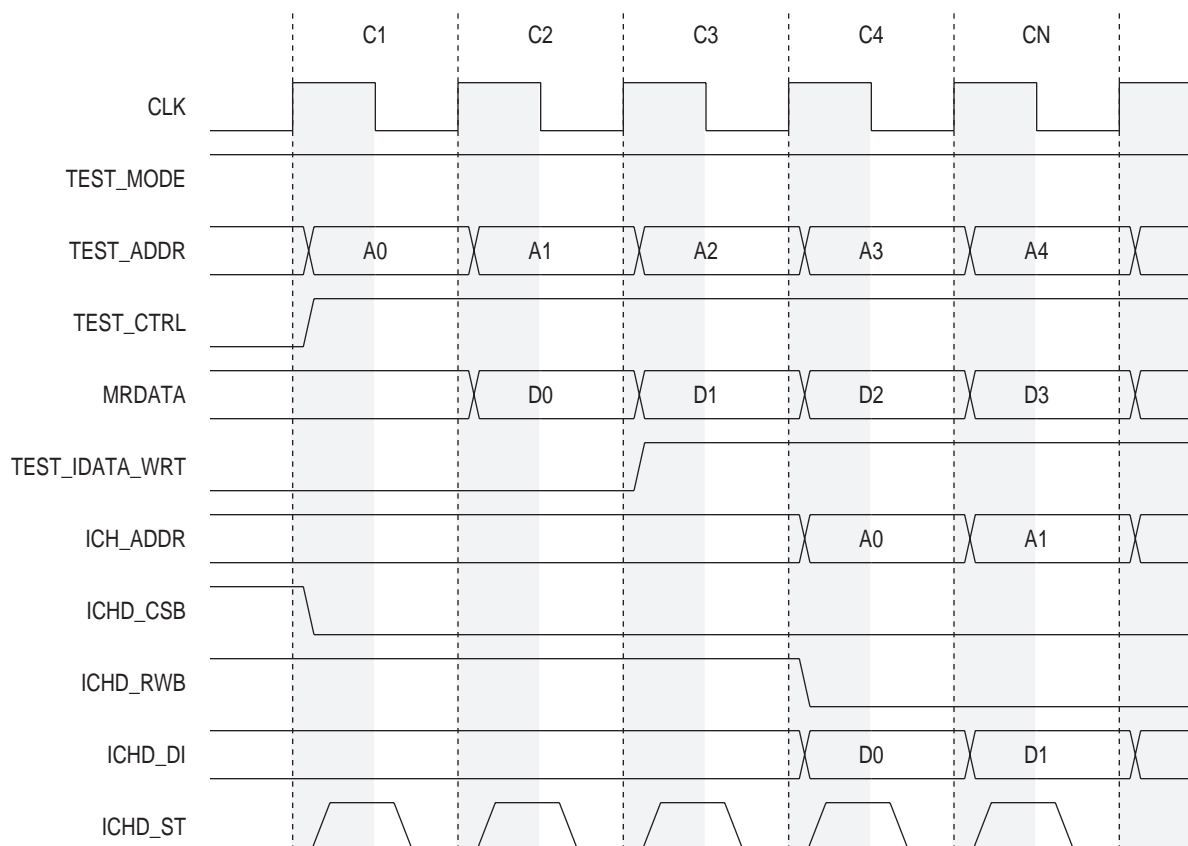 C1 C2 C3 C4 CN
CLK
TEST_MODE
TEST_ADDR A0 A1 A2 A3 A4
TEST_CTRL
MRDATA D0 D1 D2 D3
TEST_IDATA_WRT
ICH_ADDR A0 A1
ICHD_CSB
ICHD_RWB
ICHD_DI D0 D1
ICHD_ST